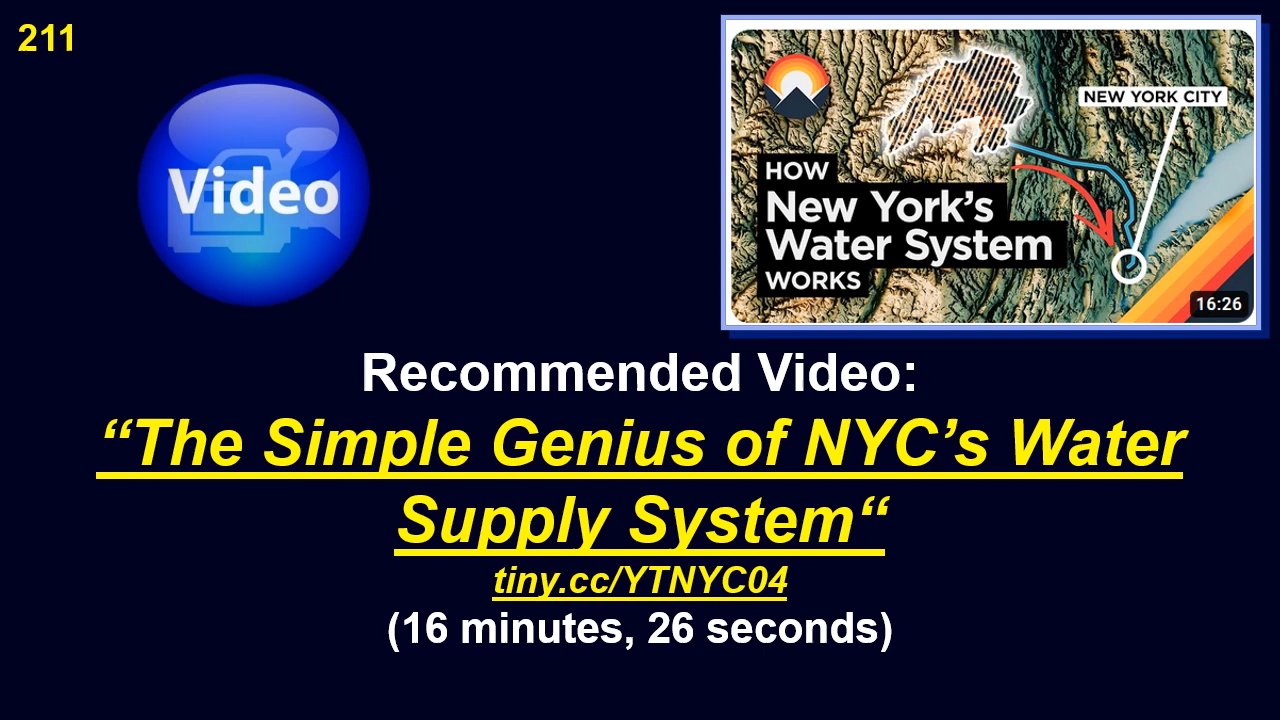 211
Video
NEW YORK CITY
HOW
New York's
Water System
WORKS
16:26
Recommended Video:
“The Simple Genius of NYC’s Water
Supply System“
tiny.cc/YTNYC04
(16 minutes, 26 seconds)